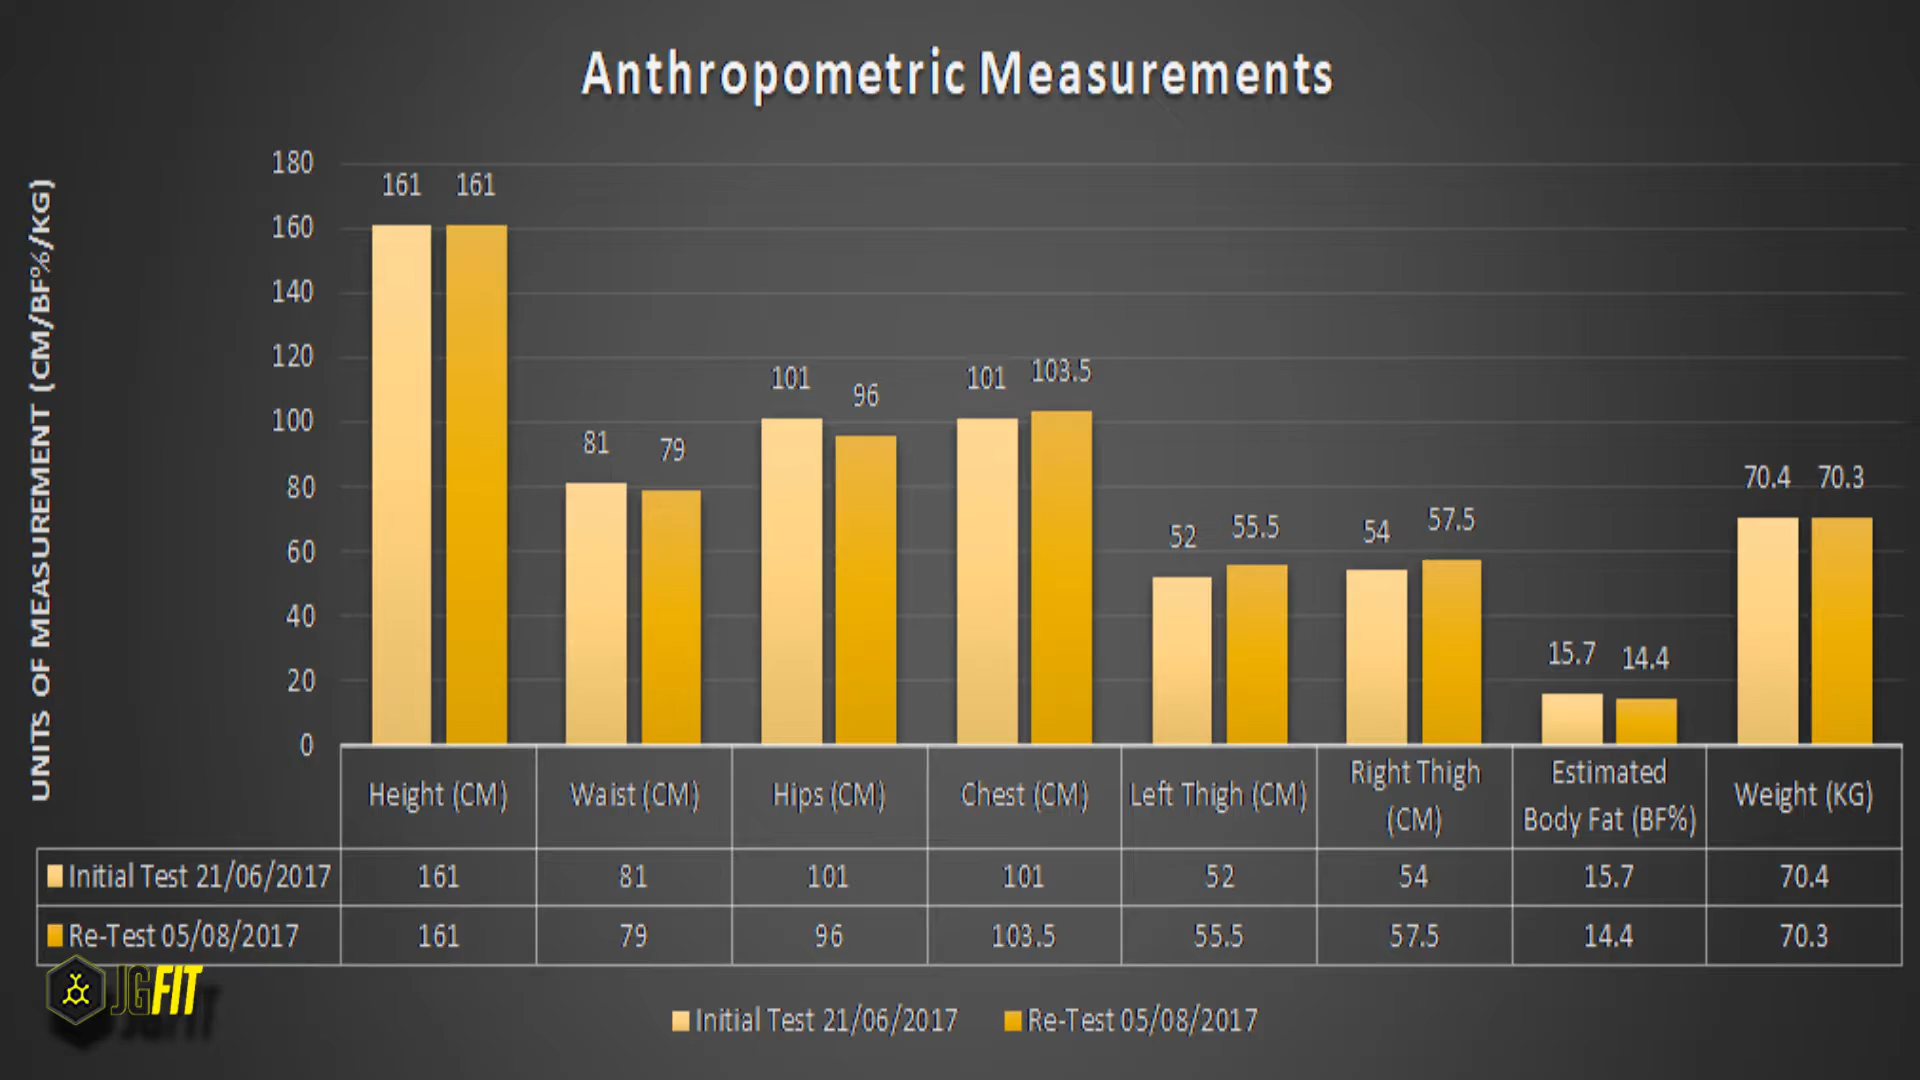 Anthropometric Measurements
UNITS OF MEASUREMENT (CM/BF%/KG)
180
160
140
120
100
80
60
40
20
0
161 161
81 79
101 96
101 103.5
52 55.5
54 57.5
15.7 14.4
70.4 70.3
Height (CM) Waist (CM) Hips (CM) Chest (CM) Left Thigh (CM) Right Thigh (CM) Estimated Body Fat (BF%) Weight (KG)
Initial Test 21/06/2017 161 81 101 101 52 54 15.7 70.4
Re-Test 05/08/2017 161 79 96 103.5 55.5 57.5 14.4 70.3
JGFIT
Initial Test 21/06/2017 Re-Test 05/08/2017